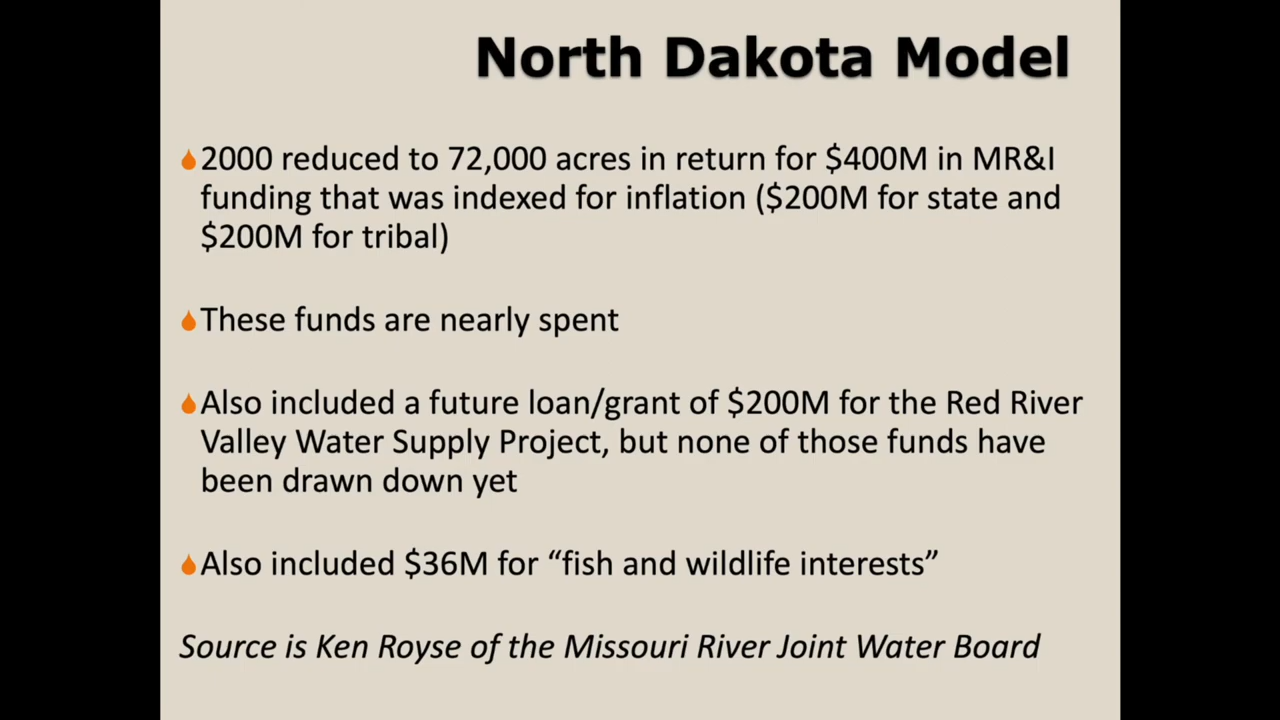 North Dakota Model
2000 reduced to 72,000 acres in return for $400M in MR&I
funding that was indexed for inflation ($200M for state and
$200M for tribal)
These funds are nearly spent
Also included a future loan/grant of $200M for the Red River
Valley Water Supply Project, but none of those funds have
been drawn down yet
Also included $36M for “fish and wildlife interests”
Source is Ken Royse of the Missouri River Joint Water Board